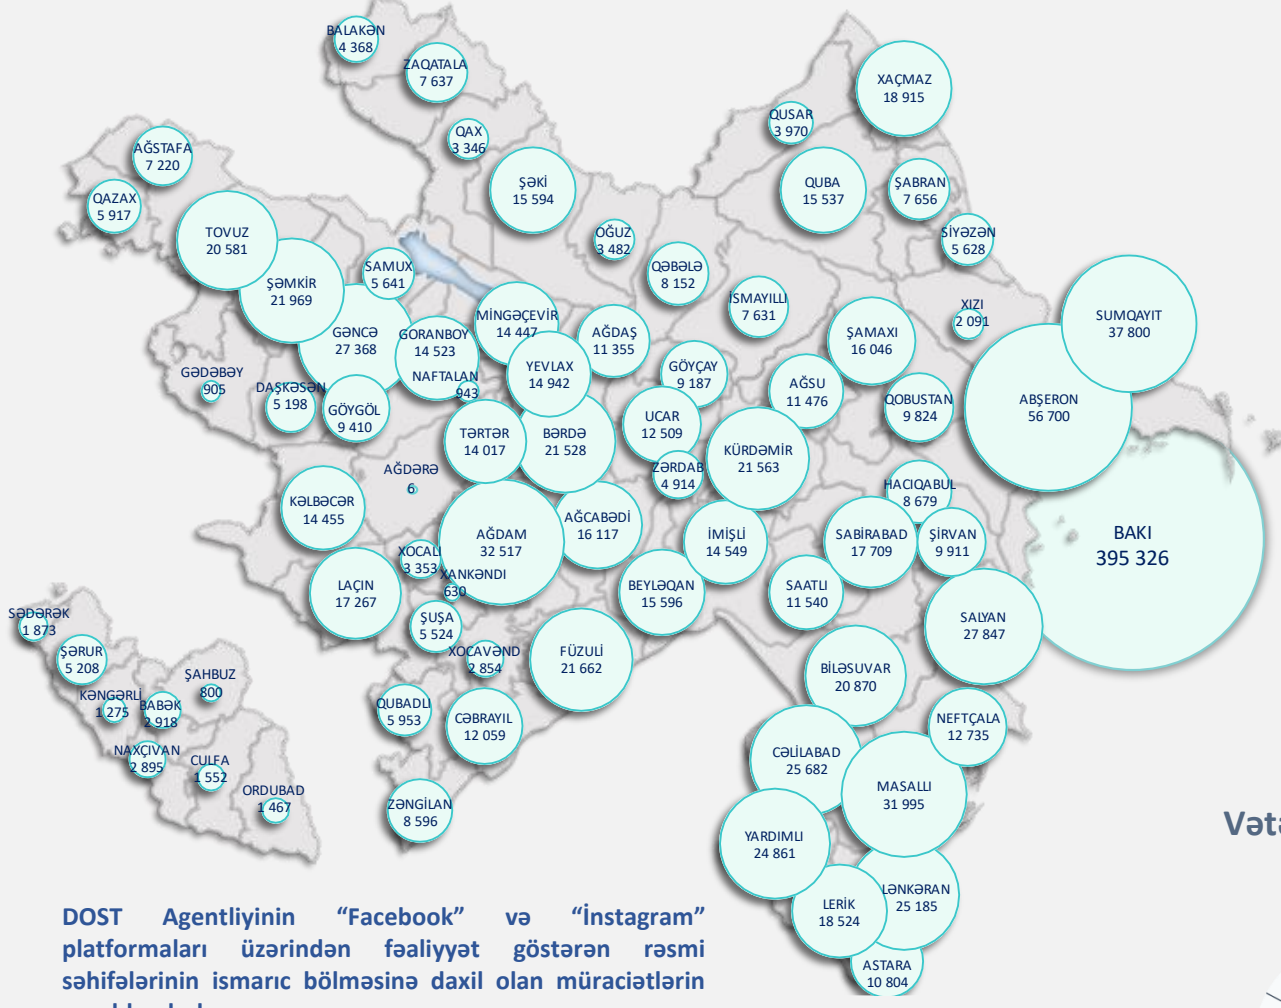 BALAKƏN
4 368
ZAQATALA
7 637
XAÇMAZ
18 915
QUSAR
3 970
QAX
3 346
AĞSTAFA
7 220
ŞƏKİ
15 594
QUBA
15 537
ŞABRAN
7 656
QAZAX
5 917
TOVUZ
20 581
OĞUZ
3 482
SİYƏZƏN
5 628
SAMUX
5 641
QƏBƏLƏ
8 152
ŞƏMKİR
21 969
İSMAYILLI
7 631
XIZI
2 091
SUMQAYIT
37 800
MİNGƏÇEVİR
14 447
GƏNCƏ
27 368
GORANBOY
14 523
AĞDAŞ
11 355
ŞAMAXI
16 046
GƏDƏBƏY
905
DAŞKƏSƏN
5 198
NAFTALAN
943
YEVLAX
14 942
GÖYÇAY
9 187
AĞSU
11 476
QOBUSTAN
9 824
ABŞERON
56 700
GÖYGÖL
9 410
UCAR
12 509
TƏRTƏR
14 017
BƏRDƏ
21 528
KÜRDƏMİR
21 563
AĞDƏRƏ
6
ZƏRDAB
4 914
HACIQABUL
8 679
KƏLBƏCƏR
14 455
AĞDAM
32 517
AĞCABƏDİ
16 117
İMİŞLİ
14 549
SABİRABAD
17 709
ŞİRVAN
9 911
BAKI
395 326
XOCALI
3 353
XANKƏNDI
630
LAÇIN
17 267
BEYLƏQAN
15 596
SAATLI
11 540
SƏDƏRƏK
1 873
ŞUŞA
5 524
SALYAN
27 847
ŞƏRUR
5 208
XOCAVƏND
2 854
FÜZULİ
21 662
ŞAHBUZ
800
BİLƏSUVAR
20 870
KƏNGƏRLİ
1 275
BABƏK
2 918
QUBADLI
5 953
CƏBRAYIL
12 059
NEFTÇALA
12 735
NAXÇIVAN
2 895
CULFA
1 552
CƏLİLABAD
25 682
ORDUBAD
1 467
ZƏNGİLAN
8 596
MASALLI
31 995
YARDIMLI
24 861
LERİK
18 524
LƏNKƏRAN
25 185
ASTARA
10 804
DOST Agentliyinin “Facebook” və “İnstagram”
platformaları üzərindən fəaliyyət göstərən rəsmi
səhifələrinin ismarıc bölməsinə daxil olan müraciətlərin